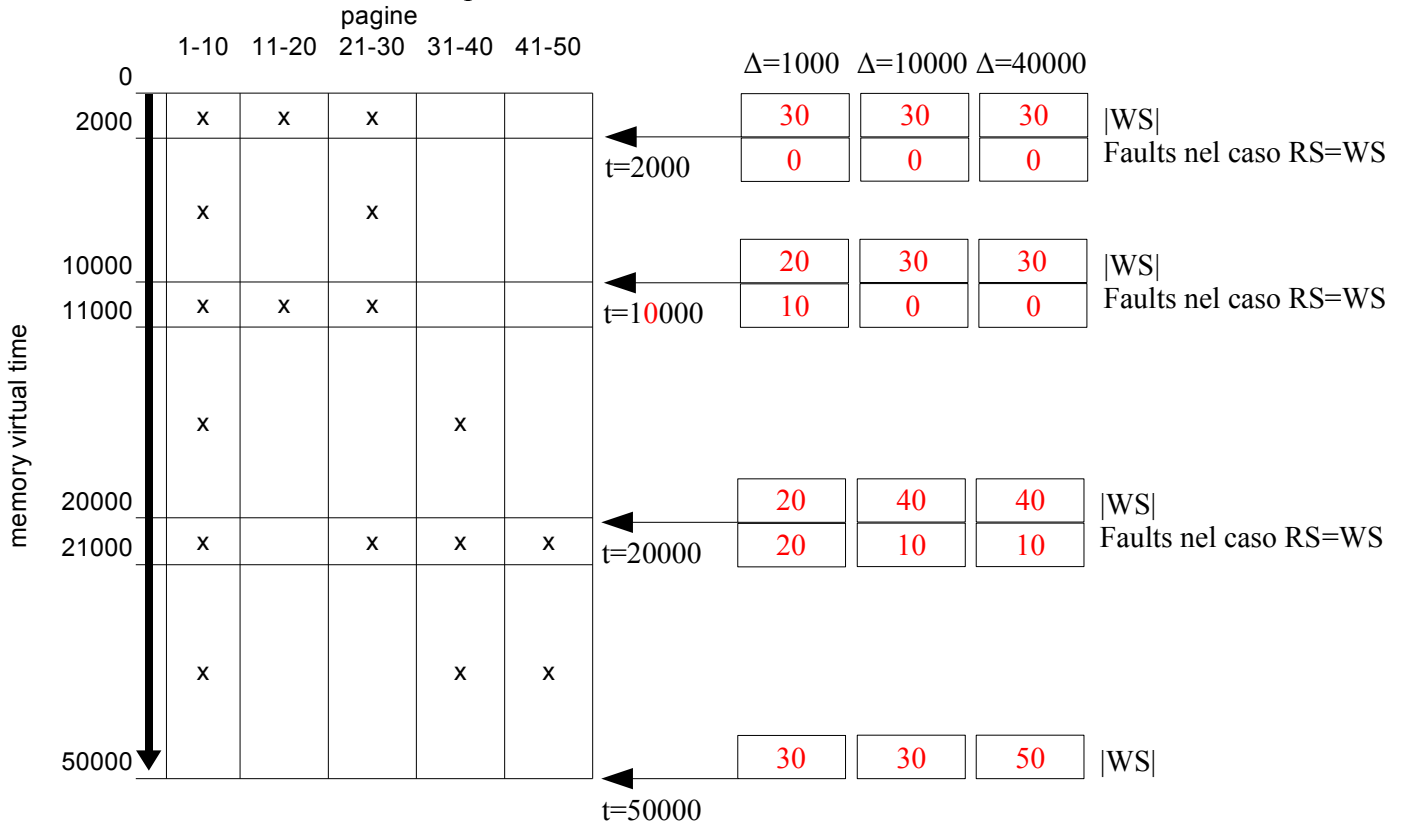 pagine
1-10 11-20 21-30 31-40 41-50
Δ=1000 Δ=10000 Δ=40000
0
x x x
30 30 30 |WS|
2000
t=2000
0 0 0 Faults nel caso RS=WS
x x
20 30 30 |WS|
10000
t=10000
10 0 0 Faults nel caso RS=WS
x x x
11000
memory virtual time
x x
20 40 40 |WS|
20000
t=20000
20 10 10 Faults nel caso RS=WS
x x x x
21000
x x x
30 30 50 |WS|
50000
t=50000